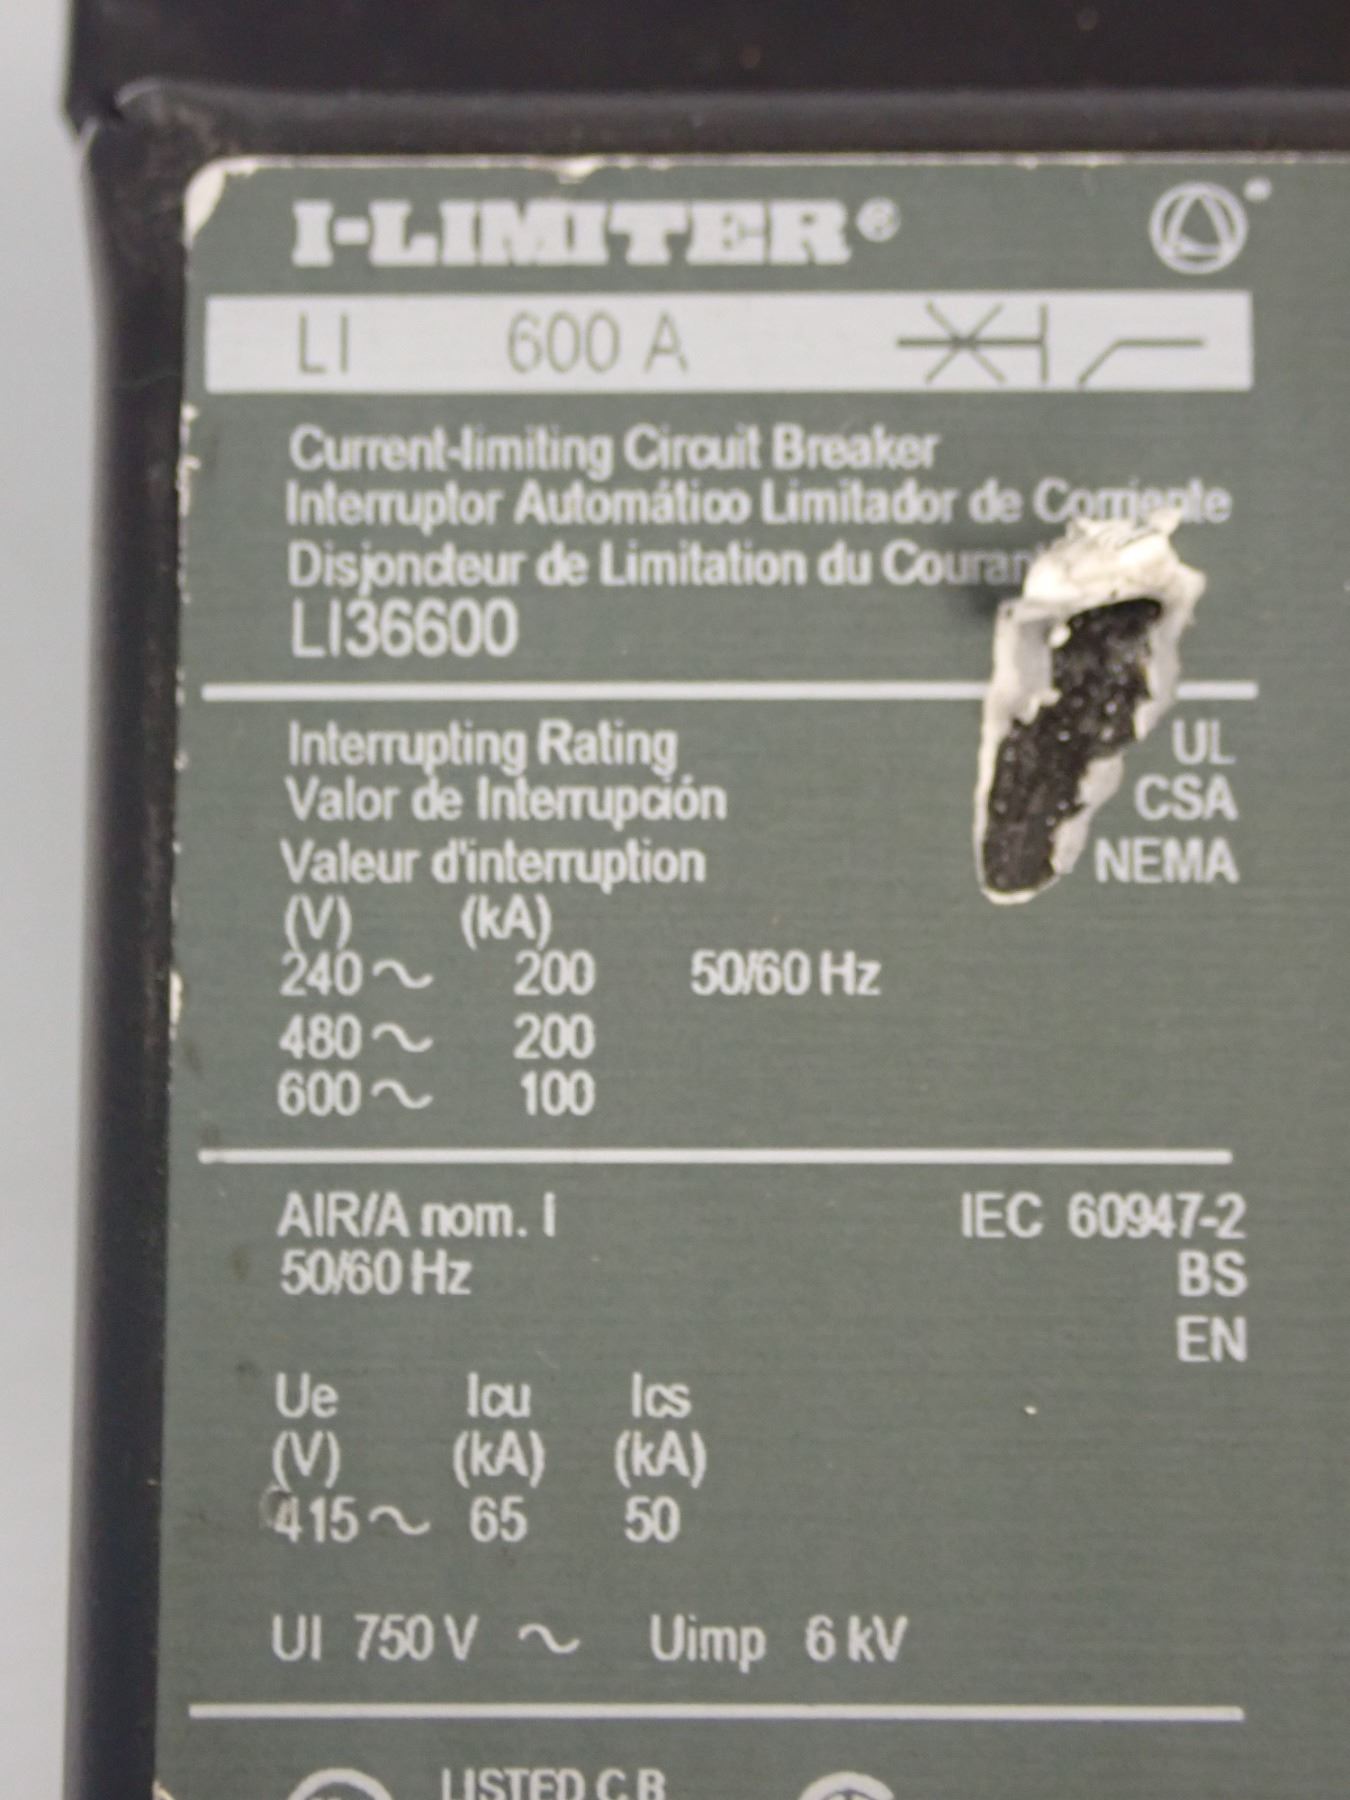 I-LIMITER®
LI 600 A
Current-limiting Circuit Breaker
Interruptor Automático Limitador de Corriente
Disjoncteur de Limitation du Courant
LI36600
Interrupting Rating UL
Valor de Interrupción CSA
Valeur d'interruption NEMA
(V) (kA)
240 ~ 200 50/60 Hz
480 ~ 200
600 ~ 100
AIR/A nom. I IEC 60947-2
50/60 Hz BS
EN
Ue Icu Ics
(V) (kA) (kA)
415 ~ 65 50
UI 750 V ~ Uimp 6 kV
LISTED C.B